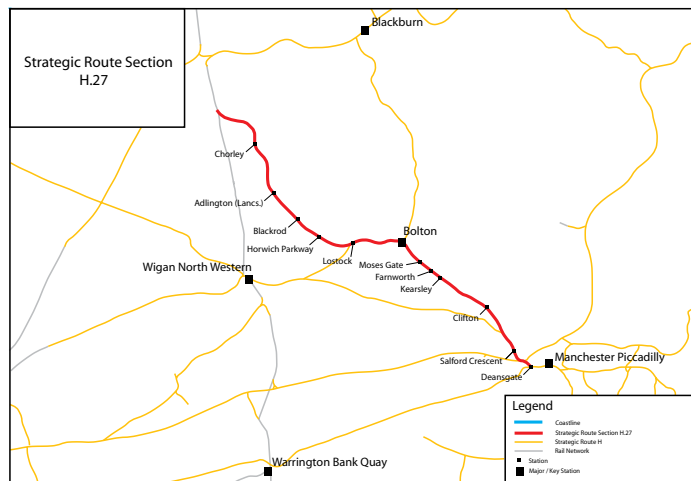 Strategic Route Section
H.27
Blackburn
Chorley
Adlington (Lancs.)
Blackrod
Horwich Parkway
Lostock
Bolton
Moses Gate
Farnworth
Kearsley
Wigan North Western
Clifton
Salford Crescent
Manchester Piccadilly
Deansgate
Warrington Bank Quay
Legend
Coastline
Strategic Route Section H.27
Strategic Route H
Rail Network
Station
Major / Key Station